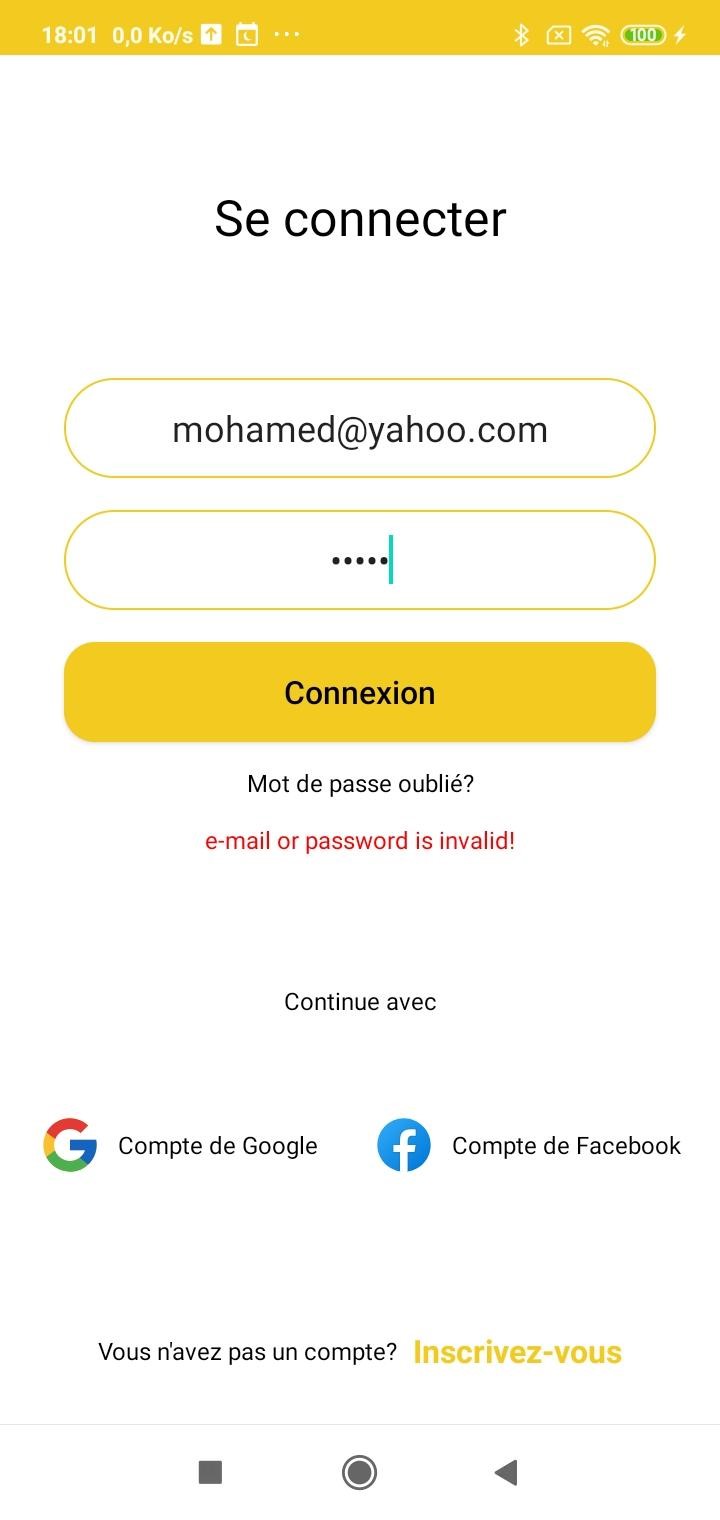 18:01 0,0 Ko/s ... 100
Se connecter
mohamed@yahoo.com
•••••
Connexion
Mot de passe oublié?
e-mail or password is invalid!
Continue avec
Compte de Google Compte de Facebook
Vous n'avez pas un compte? Inscrivez-vous